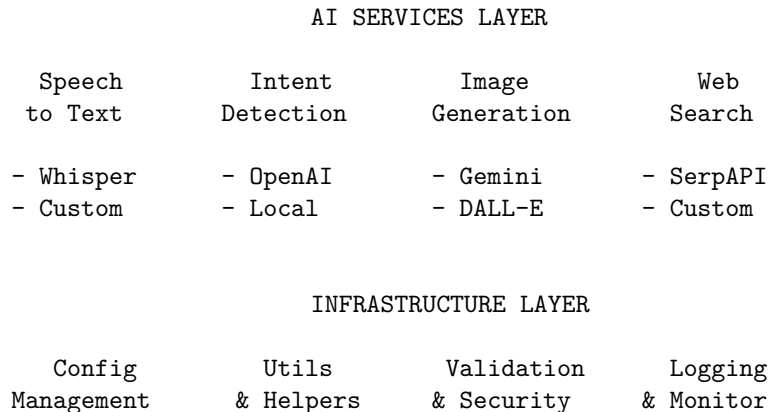 AI SERVICES LAYER
Speech Intent Image Web
to Text Detection Generation Search
- Whisper - OpenAI - Gemini - SerpAPI
- Custom - Local - DALL-E - Custom
INFRASTRUCTURE LAYER
Config Utils Validation Logging
Management & Helpers & Security & Monitor